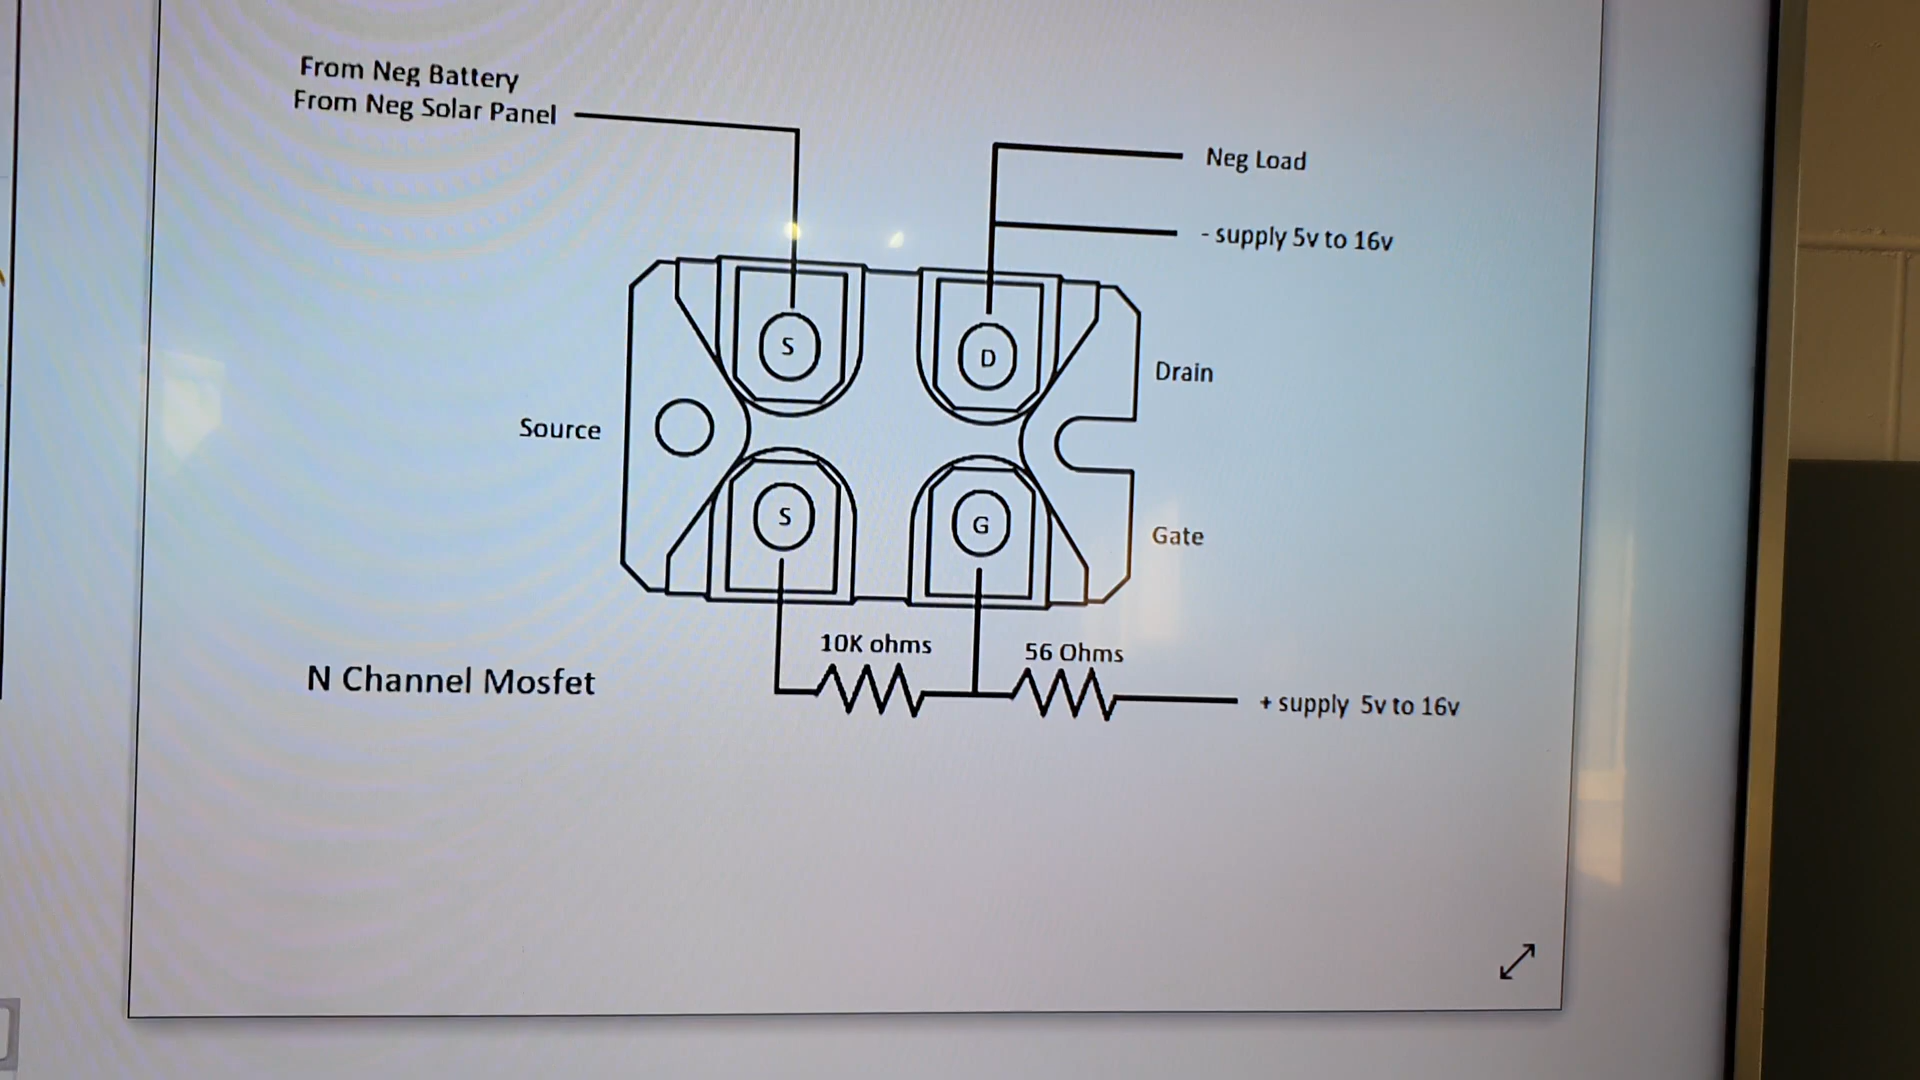 From Neg Battery
From Neg Solar Panel
Neg Load
- supply 5v to 16v
S
D
Drain
Source
S
G
Gate
10K ohms
56 Ohms
N Channel Mosfet
+ supply 5v to 16v